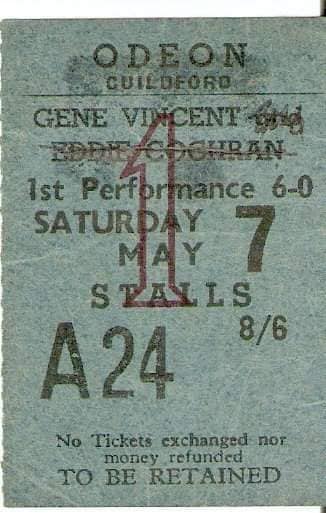 ODEON
GUILDFORD
GENE VINCENT and
EDDIE COCHRAN
1st Performance 6-0
SATURDAY 7
MAY
1
STALLS
8/6
A 24
No Tickets exchanged nor
money refunded
TO BE RETAINED